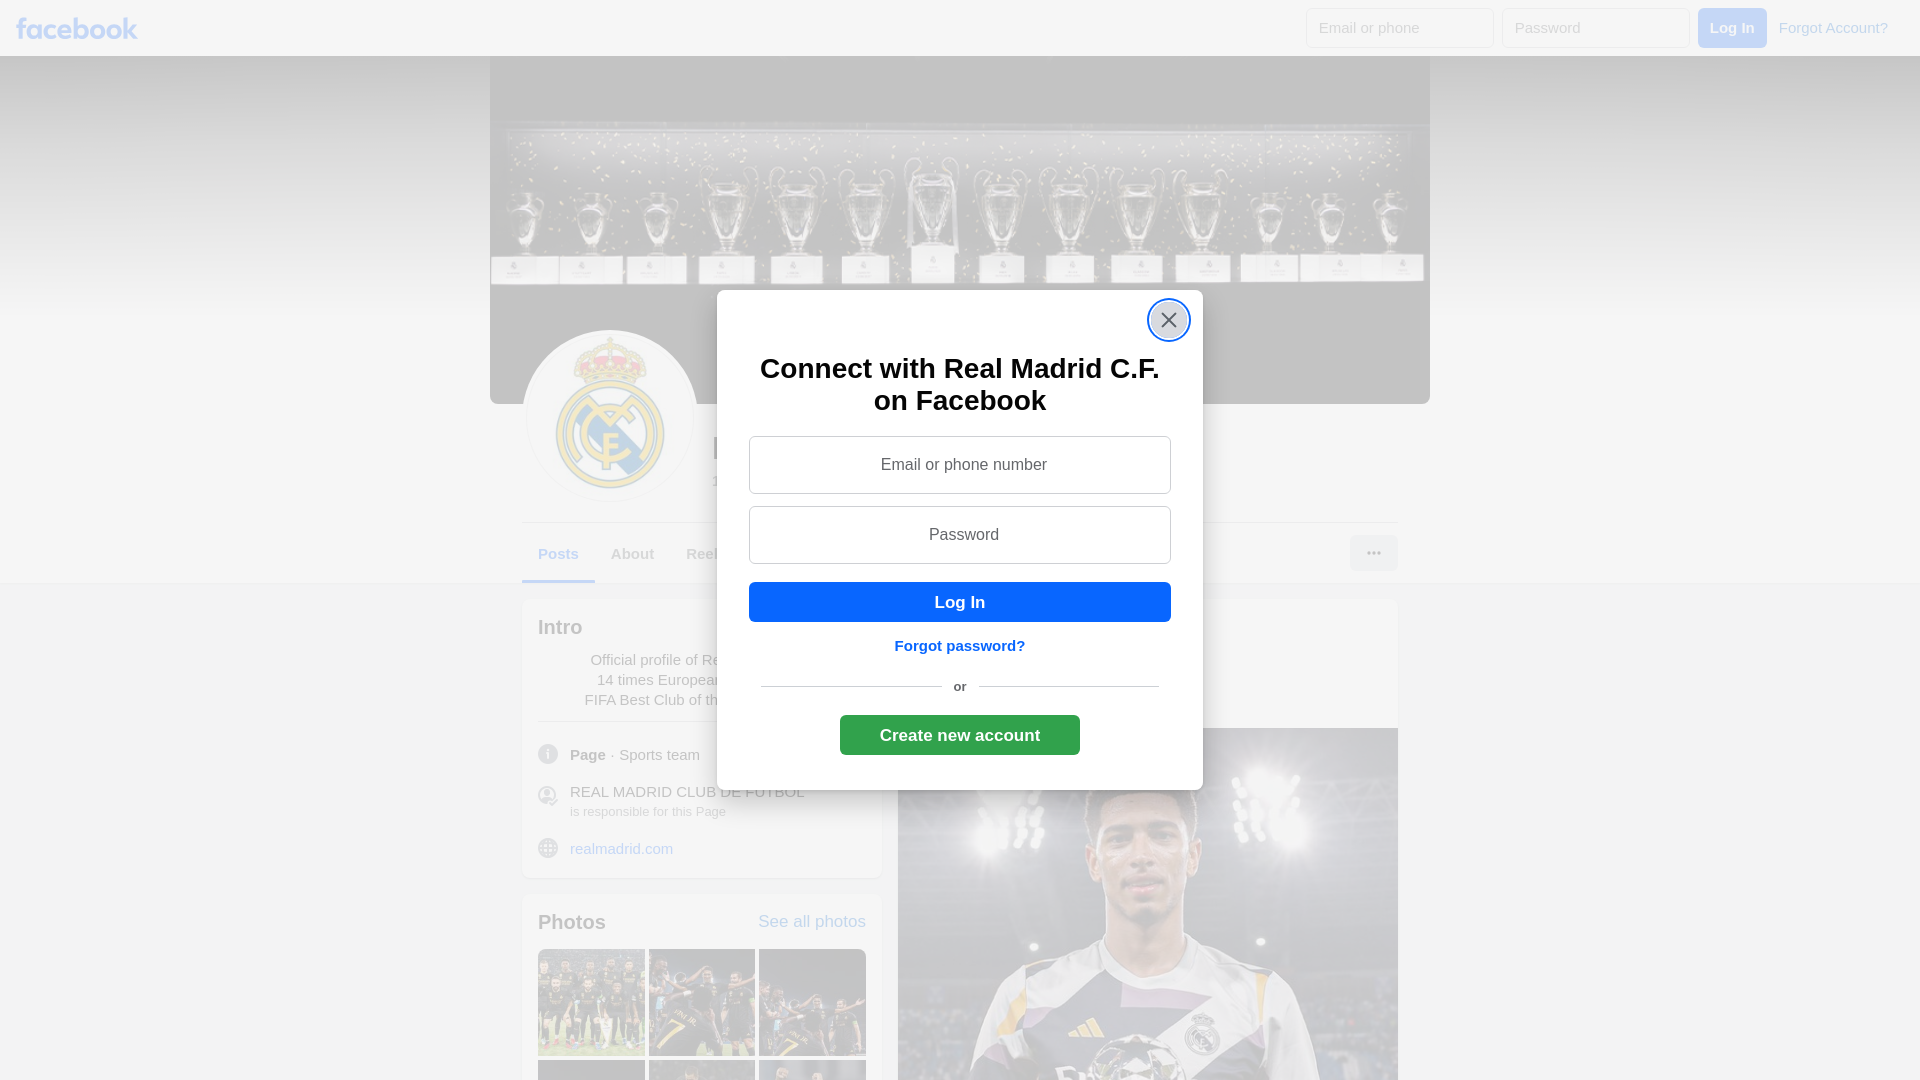 facebook
Email or phone
Password
Log In
Forgot Account?
Connect with Real Madrid C.F.
on Facebook
Email or phone number
Password
Log In
Forgot password?
or
Create new account
Posts
About
Intro
Official profile of
14 times European
FIFA Best Club of
Page · Sports team
REAL MADRID CLUB DE FUTBOL
is responsible for this Page
realmadrid.com
Photos
See all photos
7
7